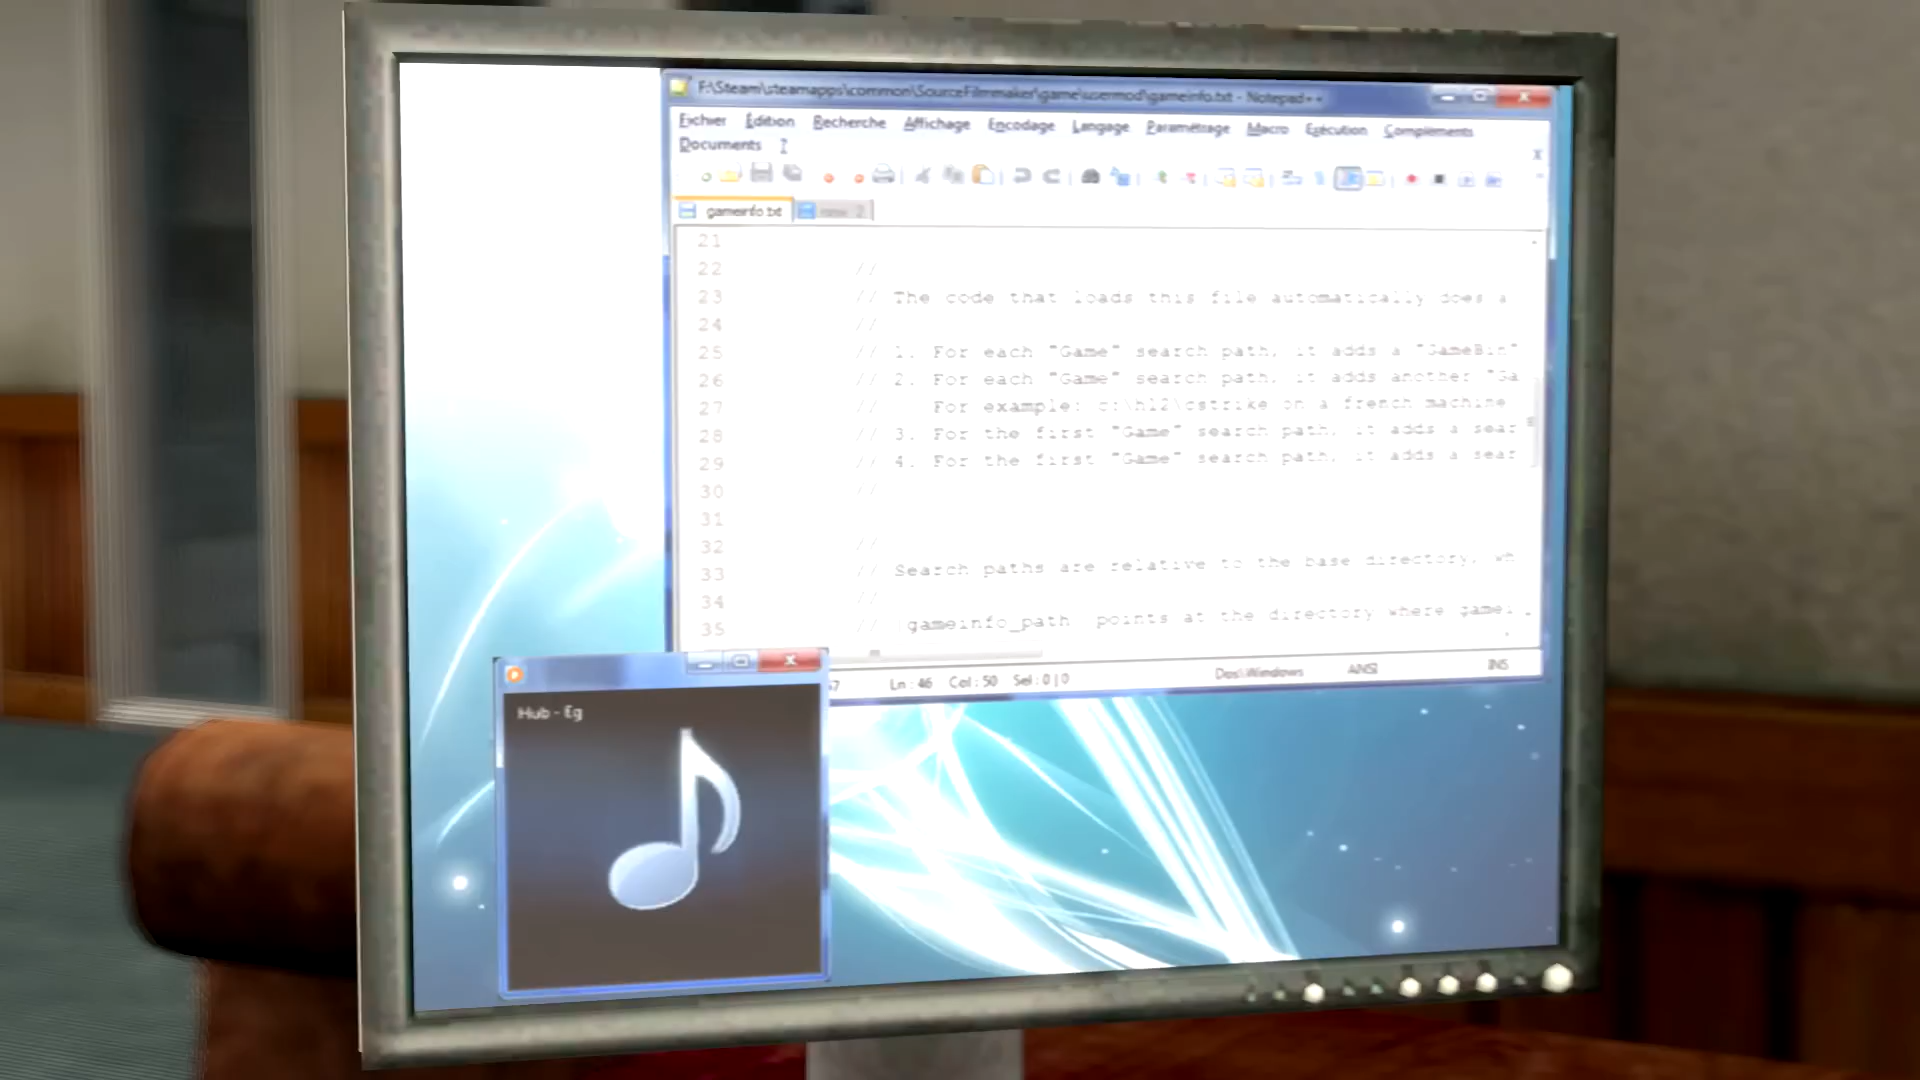 F:\Steam\steamapps\common\SourceFilmmaker\game\usermod\gameinfo.txt - Notepad++
Fichier Édition Recherche Affichage Encodage Langage Paramétrage Macro Exécution Compléments
Documents ?
X
gameinfo.txt new 2
21
22 //
23 // The code that loads this file automatically does a
24 //
25 // 1. For each "Game" search path, it adds a "GameBin"
26 // 2. For each "Game" search path, it adds another "Ga
27 // For example: c:\hl2\cstrike on a french machine
28 // 3. For the first "Game" search path, it adds a sear
29 // 4. For the first "Game" search path, it adds a sear
30 //
31
32 //
33 // Search paths are relative to the base directory, wh
34 //
35 // |gameinfo_path| points at the directory where gamei
Ln : 46 Col : 50 Sel : 0 | 0 Dos\Windows ANSI INS
Hub - Eg